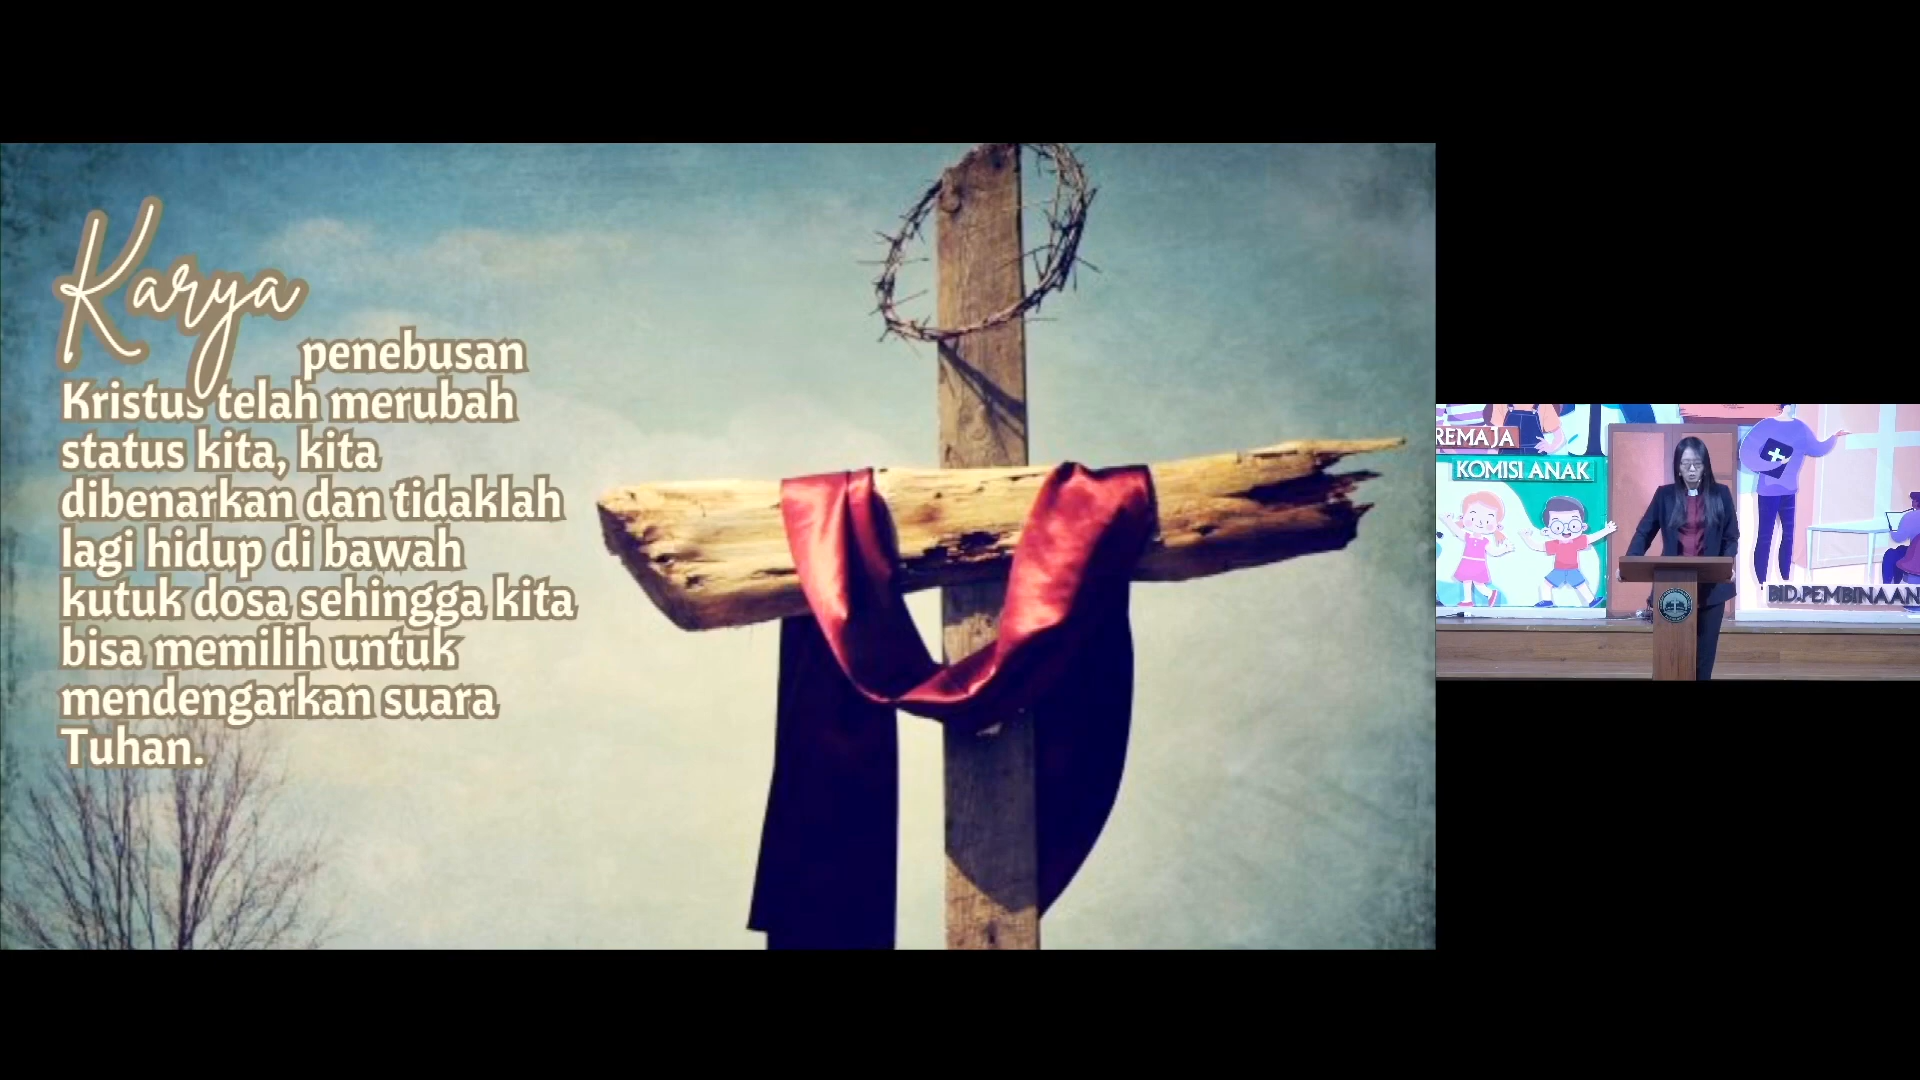 Karya
penebusan
Kristus telah merubah
status kita, kita
dibenarkan dan tidaklah
lagi hidup di bawah
kutuk dosa sehingga kita
bisa memilih untuk
mendengarkan suara
Tuhan.
REMAJA
KOMISI ANAK
BID.PEMBINAAN